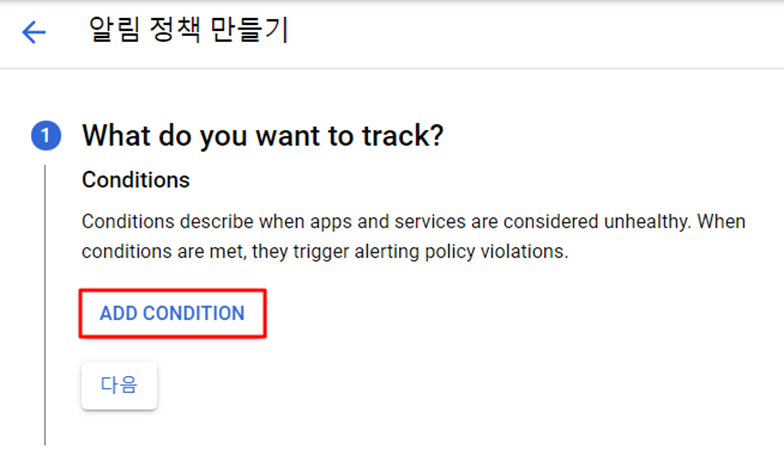 알림 정책 만들기
1 What do you want to track?
Conditions
Conditions describe when apps and services are considered unhealthy. When
conditions are met, they trigger alerting policy violations.
ADD CONDITION
다음